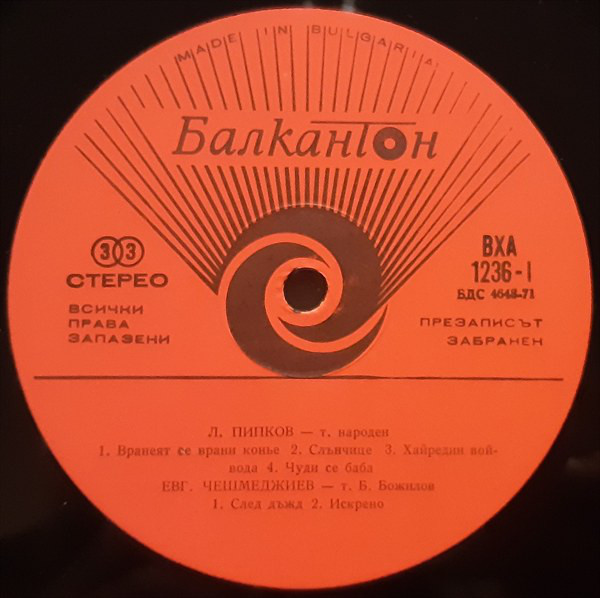 MADE IN BULGARIA
Балкантон
33
СТЕРЕО
ВСИЧКИ
ПРАВА
ЗАПАЗЕНИ
ВХА
1236-I
БДС 4648-71
ПРЕЗАПИСЪТ
ЗАБРАНЕН
Л. ПИПКОВ — т. народен
1. Вранеят се врани конье 2. Слънчице 3. Хайредин вой-
вода 4. Чуди се баба
ЕВГ. ЧЕШМЕДЖИЕВ — т. Б. Божилов
1. След дъжд 2. Искрено